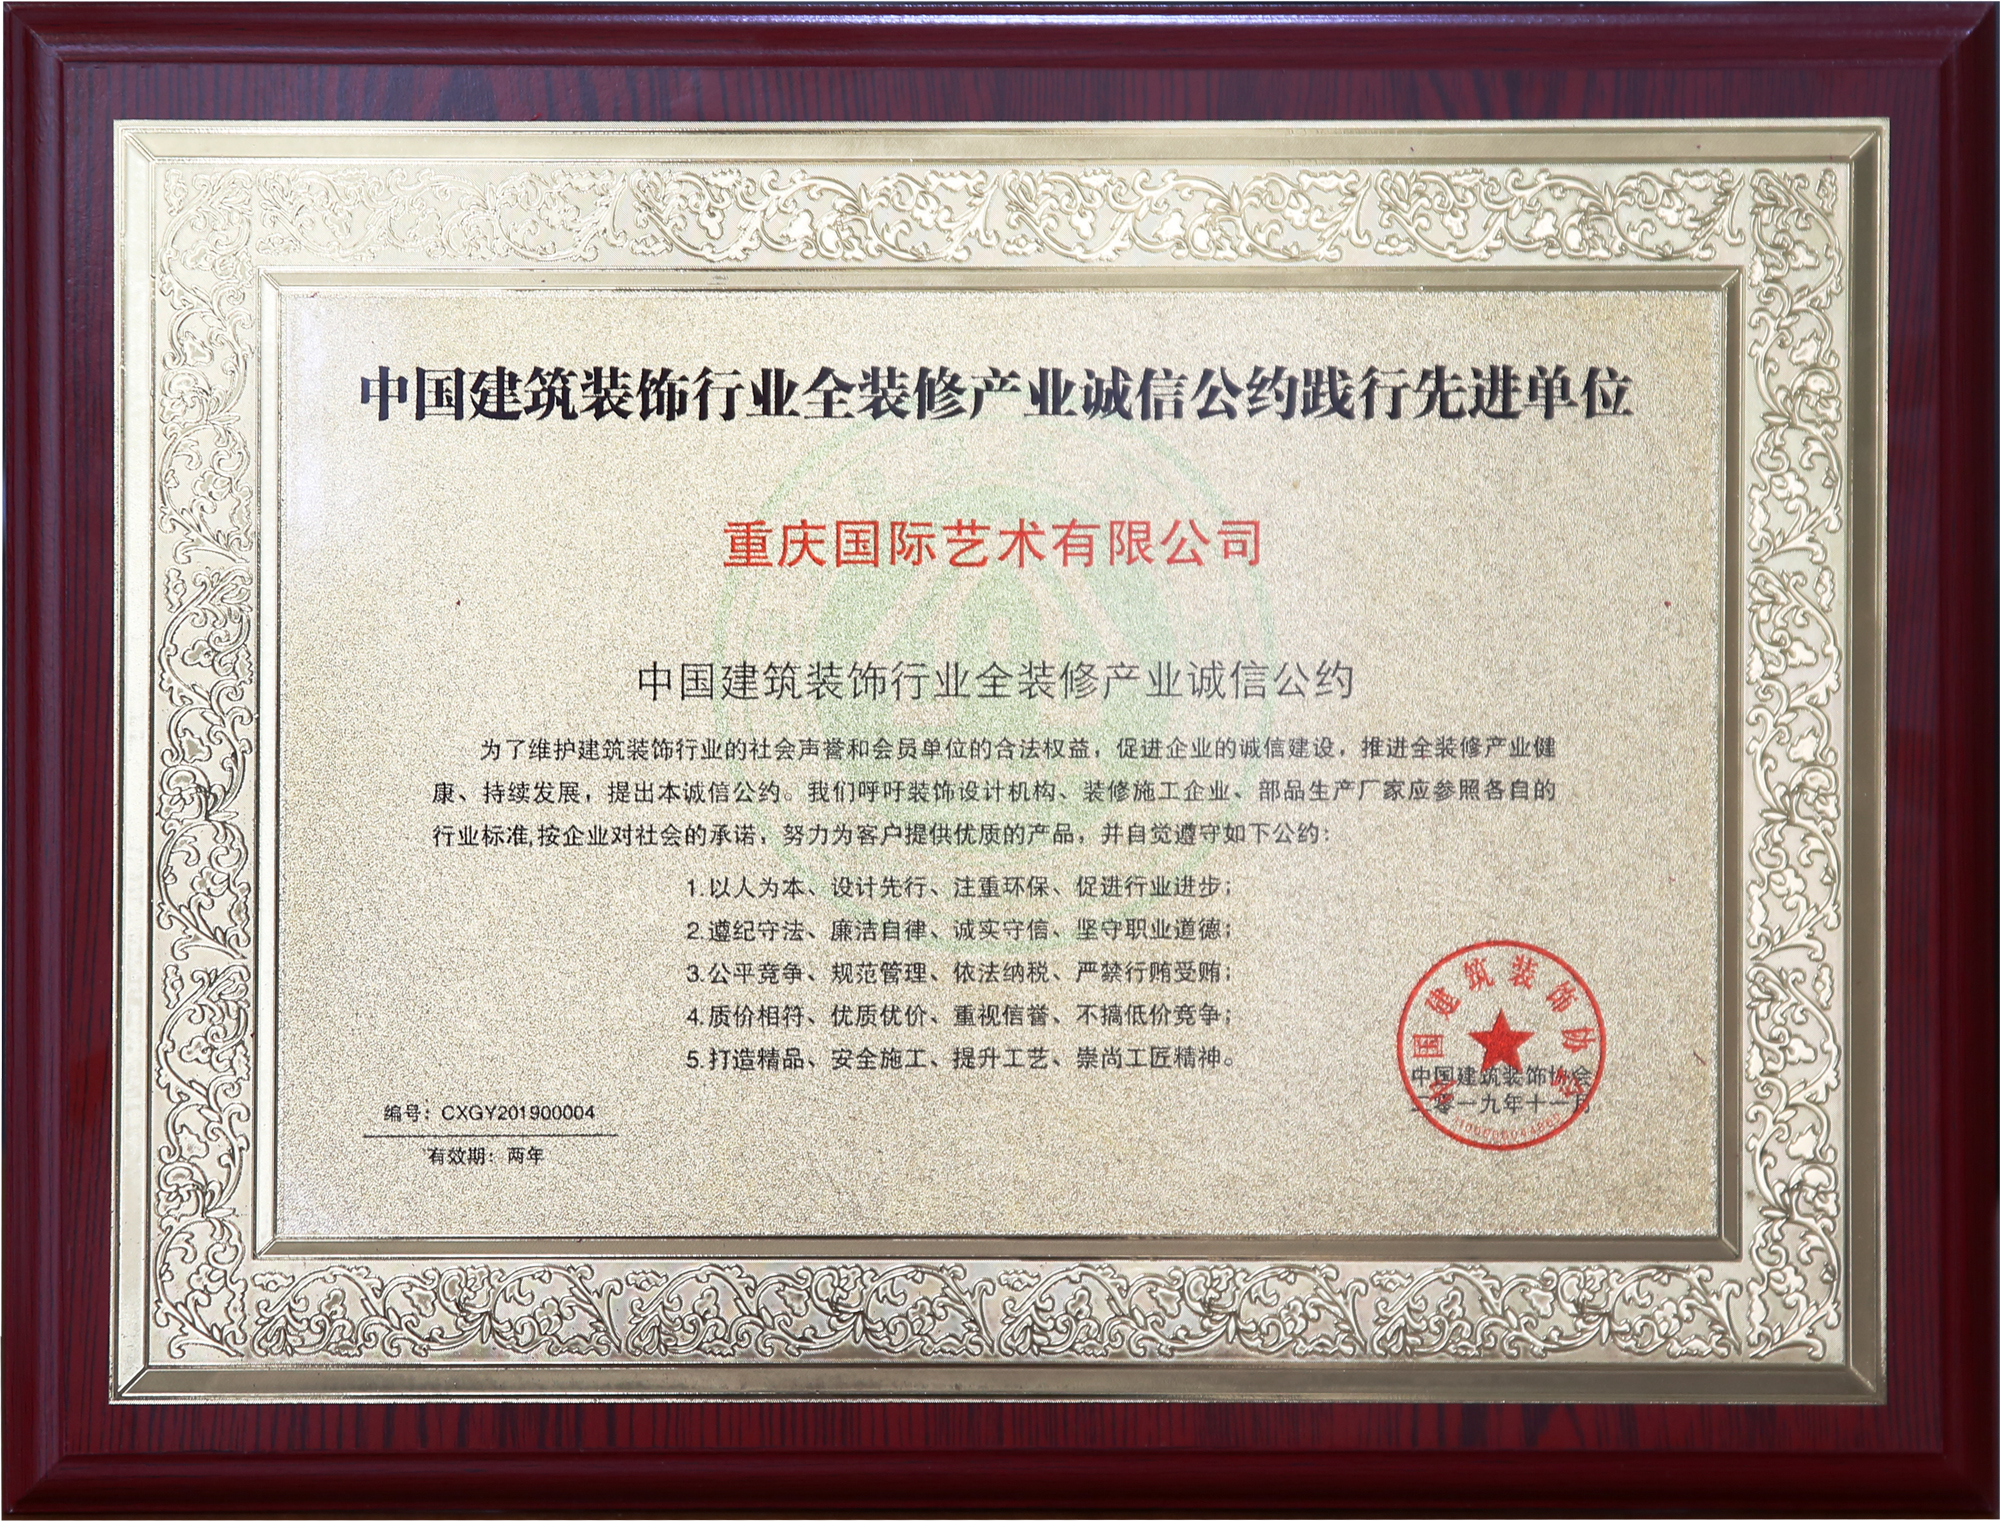 中国建筑装饰行业全装修产业诚信公约践行先进单位
重庆国际艺术有限公司
中国建筑装饰行业全装修产业诚信公约
为了维护建筑装饰行业的社会声誉和会员单位的合法权益，促进企业的诚信建设，推进全装修产业健
康、持续发展，提出本诚信公约。我们呼吁装饰设计机构、装修施工企业、部品生产厂家应参照各自的
行业标准,按企业对社会的承诺，努力为客户提供优质的产品，并自觉遵守如下公约：
1.以人为本、设计先行、注重环保、促进行业进步；
2.遵纪守法、廉洁自律、诚实守信、坚守职业道德；
3.公平竞争、规范管理、依法纳税、严禁行贿受贿；
4.质价相符、优质优价、重视信誉、不搞低价竞争；
5.打造精品、安全施工、提升工艺、崇尚工匠精神。
中国建筑装饰协会
中国建筑装饰协会
二零一九年十一月
编号：CXGY201900004
有效期：两年